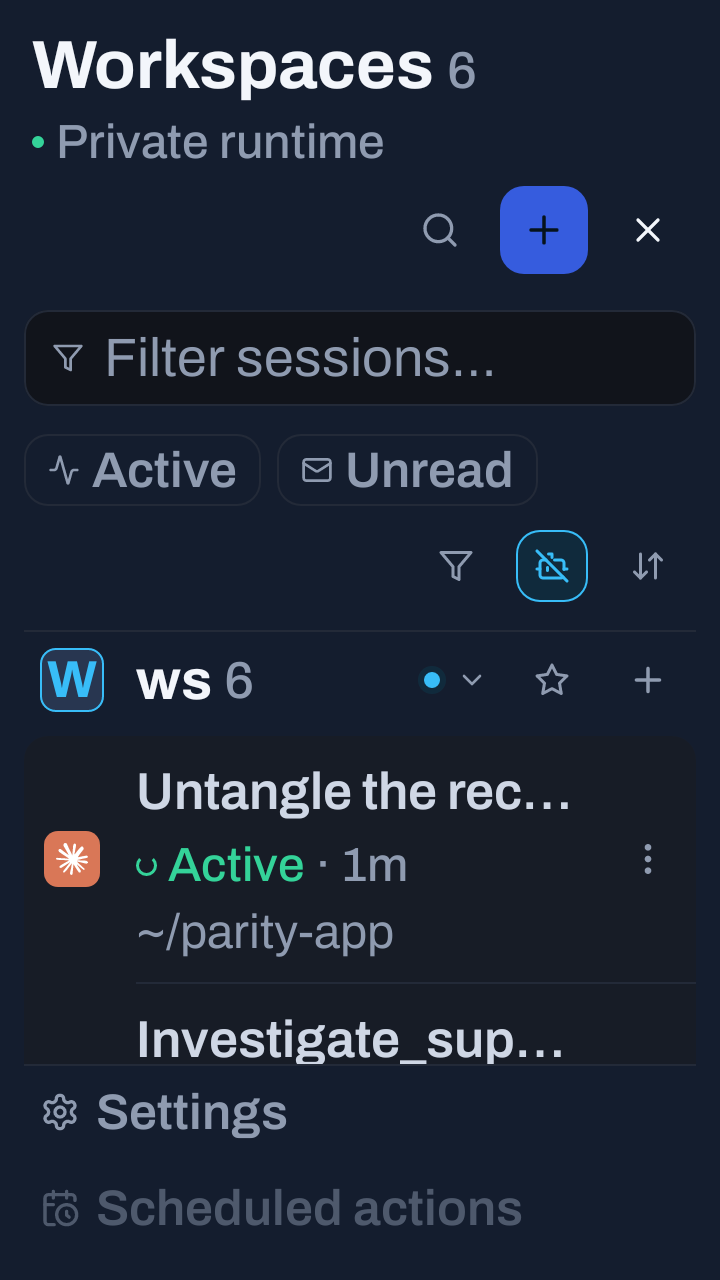 Workspaces 6
Private runtime
Filter sessions...
Active
Unread
W ws 6
Untangle the rec...
Active · 1m
~/parity-app
Investigate_sup...
Settings
Scheduled actions